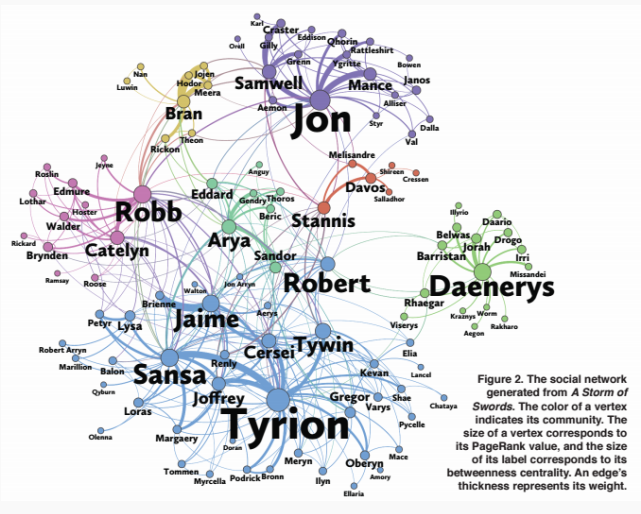 Karl
Craster
Eddison
Orell
Gilly
Qhorin
Rattleshirt
Grenn
Ygritte
Bowen
Nan
Jojen
Samwell
Mance
Janos
Luwin
Hodor
Meera
Alliser
Aemon
Bran
Jon
Styr
Dalla
Theon
Val
Rickon
Melisandre
Jeyne
Anguy
Shireen
Cressen
Roslin
Davos
Edmure
Eddard
Salladhor
Lothar
Gendry
Thoros
Hoster
Robb
Beric
Stannis
Illyrio
Daario
Walder
Arya
Belwas
Drogo
Rickard
Catelyn
Jorah
Brynden
Sandor
Barristan
Irri
Ramsay
Roose
Jon Arryn
Robert
Missandei
Walton
Daenerys
Brienne
Rhaegar
Petyr
Lysa
Jaime
Aerys
Kraznys
Worm
Viserys
Aegon
Rakharo
Robert Arryn
Cersei
Tywin
Elia
Marillion
Balon
Sansa
Renly
Kevan
Lancel
Qyburn
Joffrey
Gregor
Shae
Loras
Varys
Chataya
Tyrion
Pycelle
Olenna
Margaery
Doran
Mace
Tommen
Meryn
Oberyn
Myrcella
Podrick
Bronn
Ilyn
Amory
Ellaria
Figure 2. The social network
generated from A Storm of
Swords. The color of a vertex
indicates its community. The
size of a vertex corresponds to
its PageRank value, and the size
of its label corresponds to its
betweenness centrality. An edge’s
thickness represents its weight.